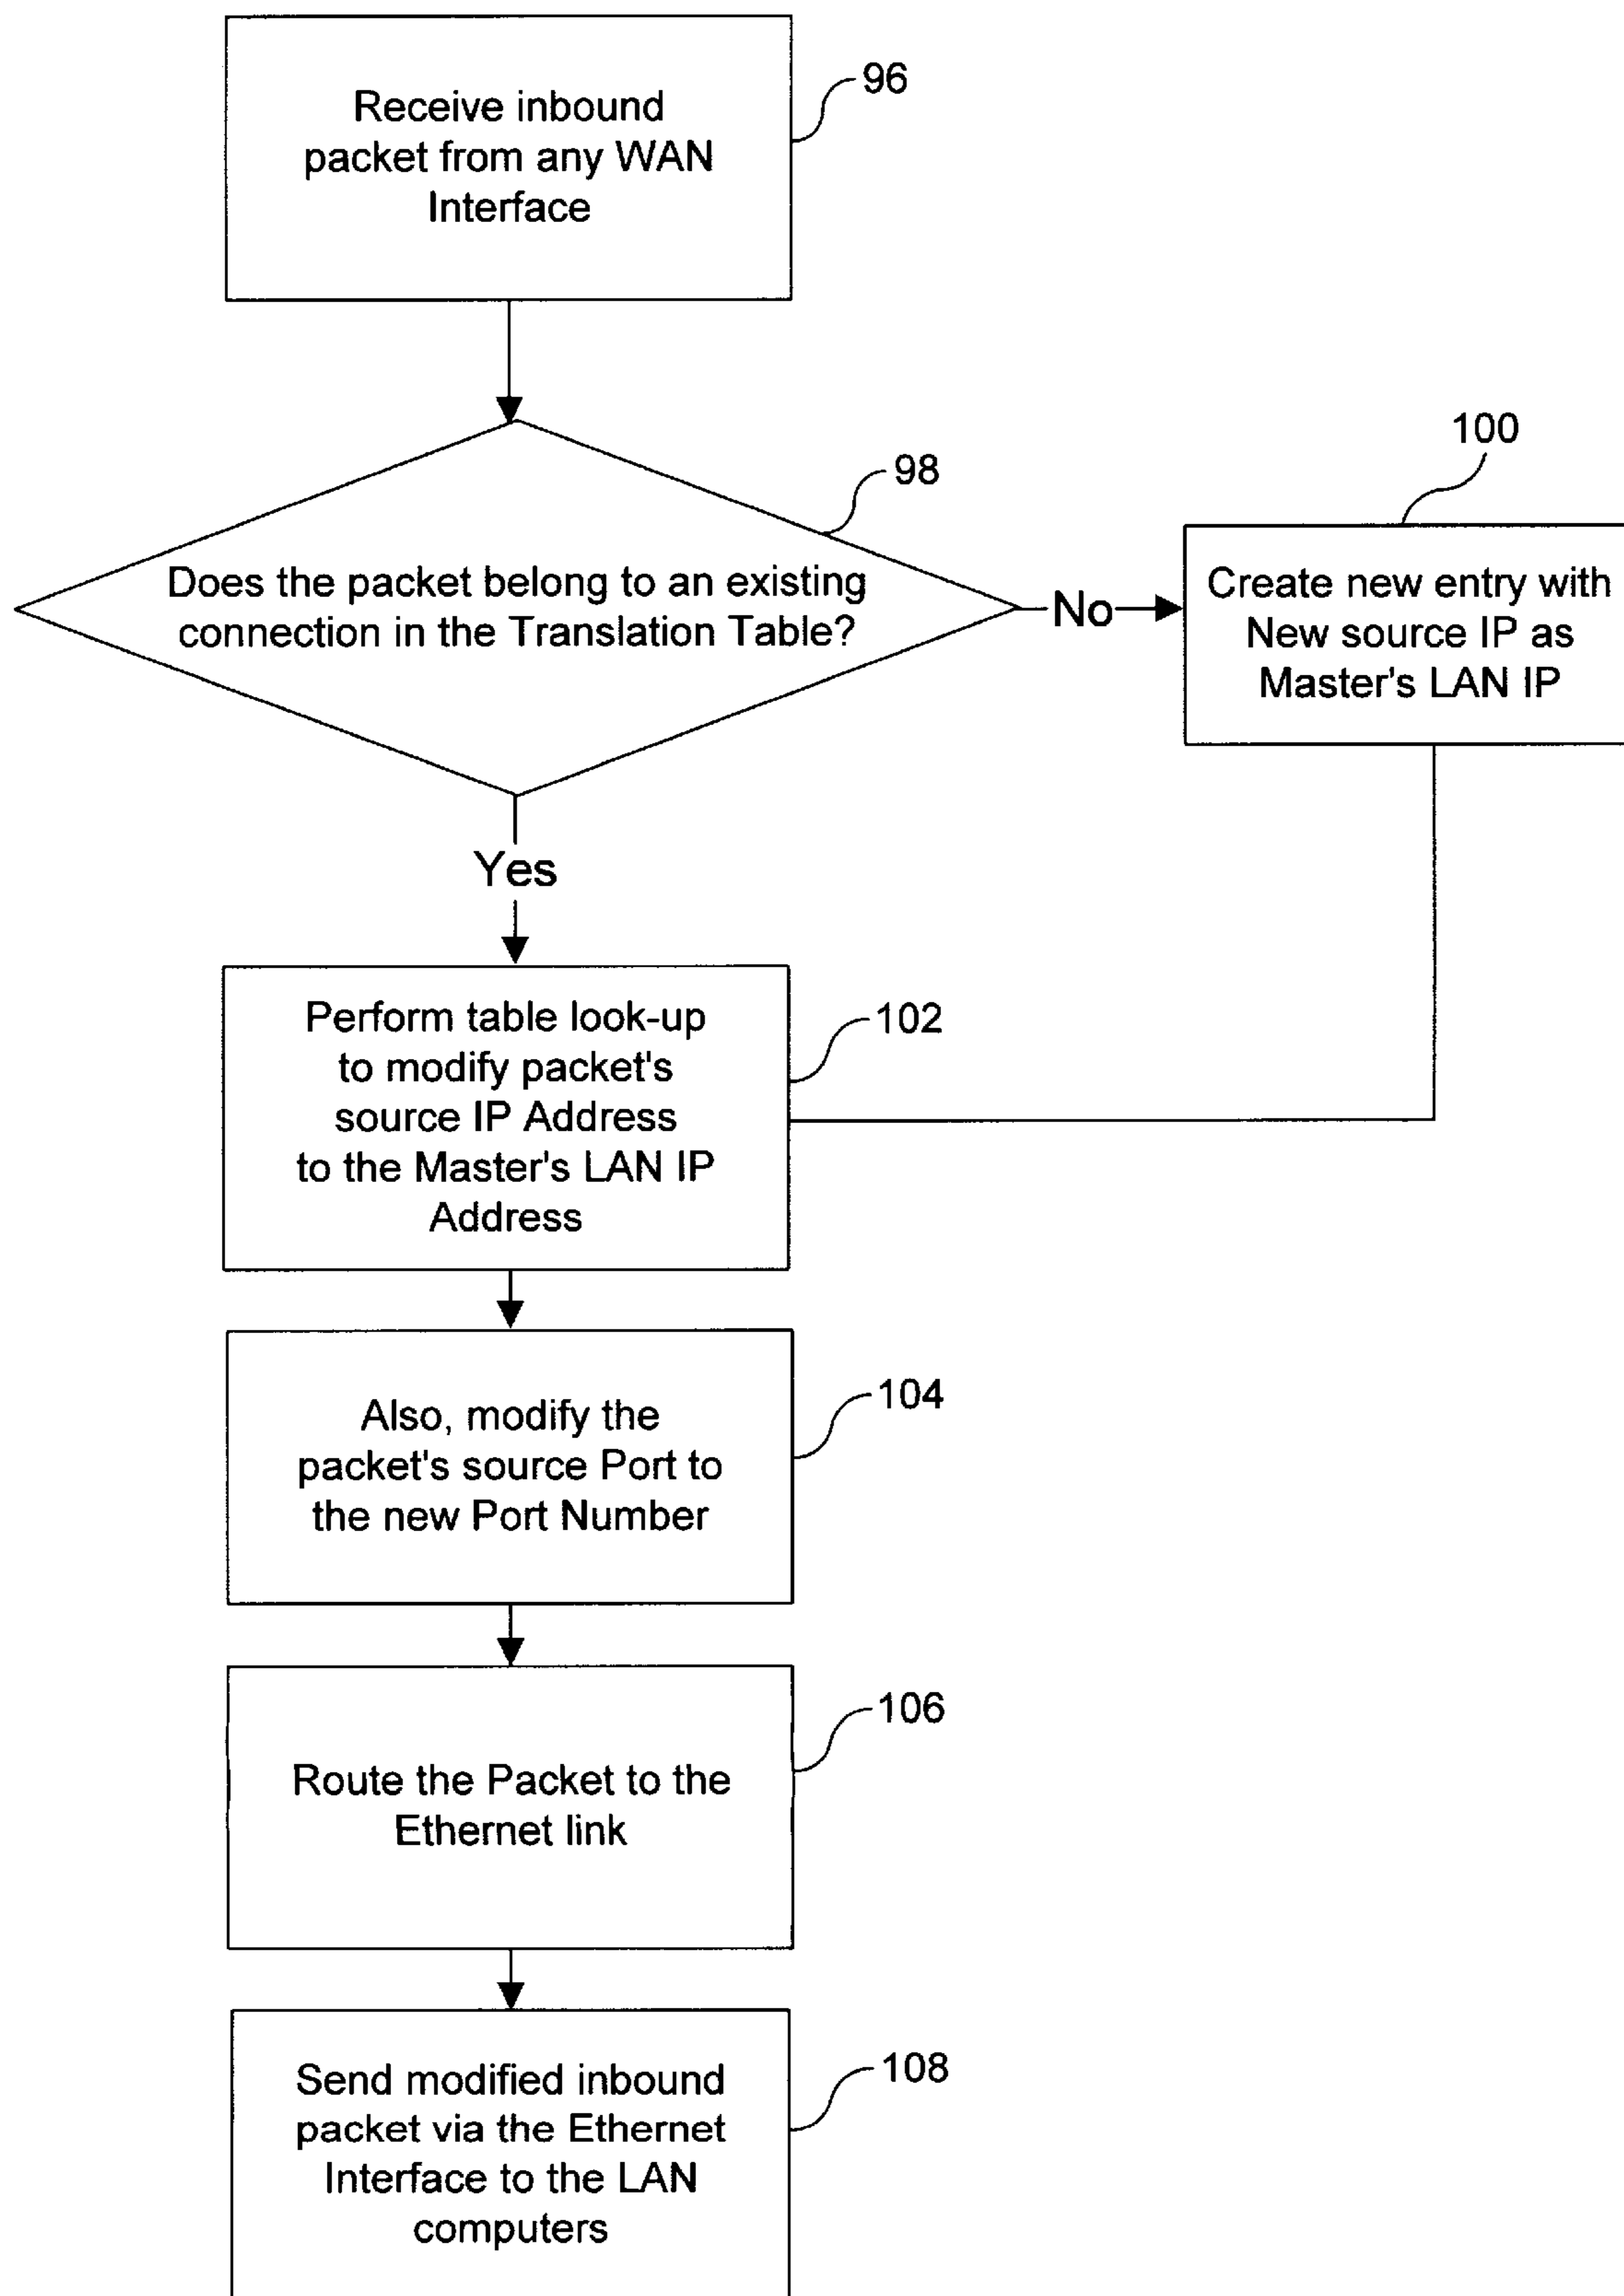 Receive inbound
packet from any WAN
Interface
96
98
Does the packet belong to an existing
connection in the Translation Table?
No
100
Create new entry with
New source IP as
Master's LAN IP
Yes
Perform table look-up
to modify packet's
source IP Address
to the Master's LAN IP
Address
102
Also, modify the
packet's source Port to
the new Port Number
104
Route the Packet to the
Ethernet link
106
Send modified inbound
packet via the Ethernet
Interface to the LAN
computers
108